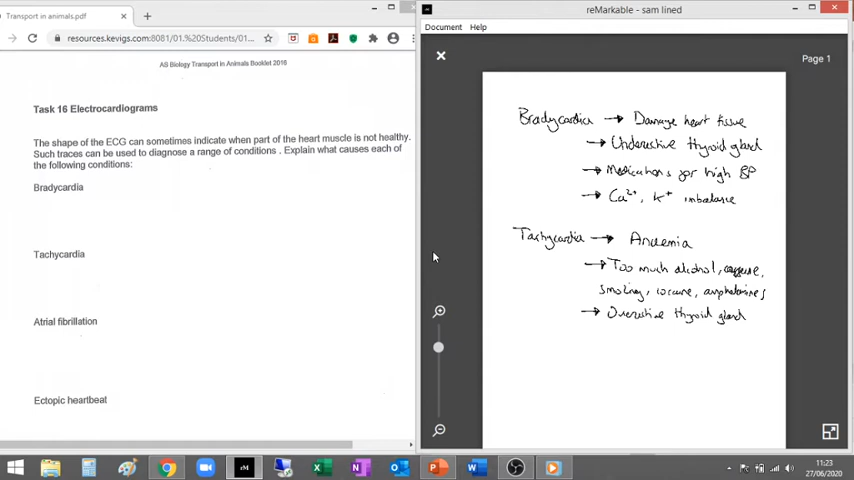 Transport in animals.pdf
resources.kevigs.com:8081/01.%20Students/01
AS Biology Transport in Animals Booklet 2016
Task 16 Electrocardiograms
The shape of the ECG can sometimes indicate when part of the heart muscle is not healthy.
Such traces can be used to diagnose a range of conditions . Explain what causes each of
the following conditions:
Bradycardia
Tachycardia
Atrial fibrillation
Ectopic heartbeat
reMarkable - sam lined
Document Help
Page 1
Bradycardia → Damage heart tissue
→ Underactive thyroid gland
→ Medications for high BP
→ Ca²⁺, K⁺ imbalance
Tachycardia → Anaemia
→ Too much alcohol, caffeine,
smoking, cocaine, amphetamines
→ Overactive thyroid gland
rM
11:23
27/06/2020